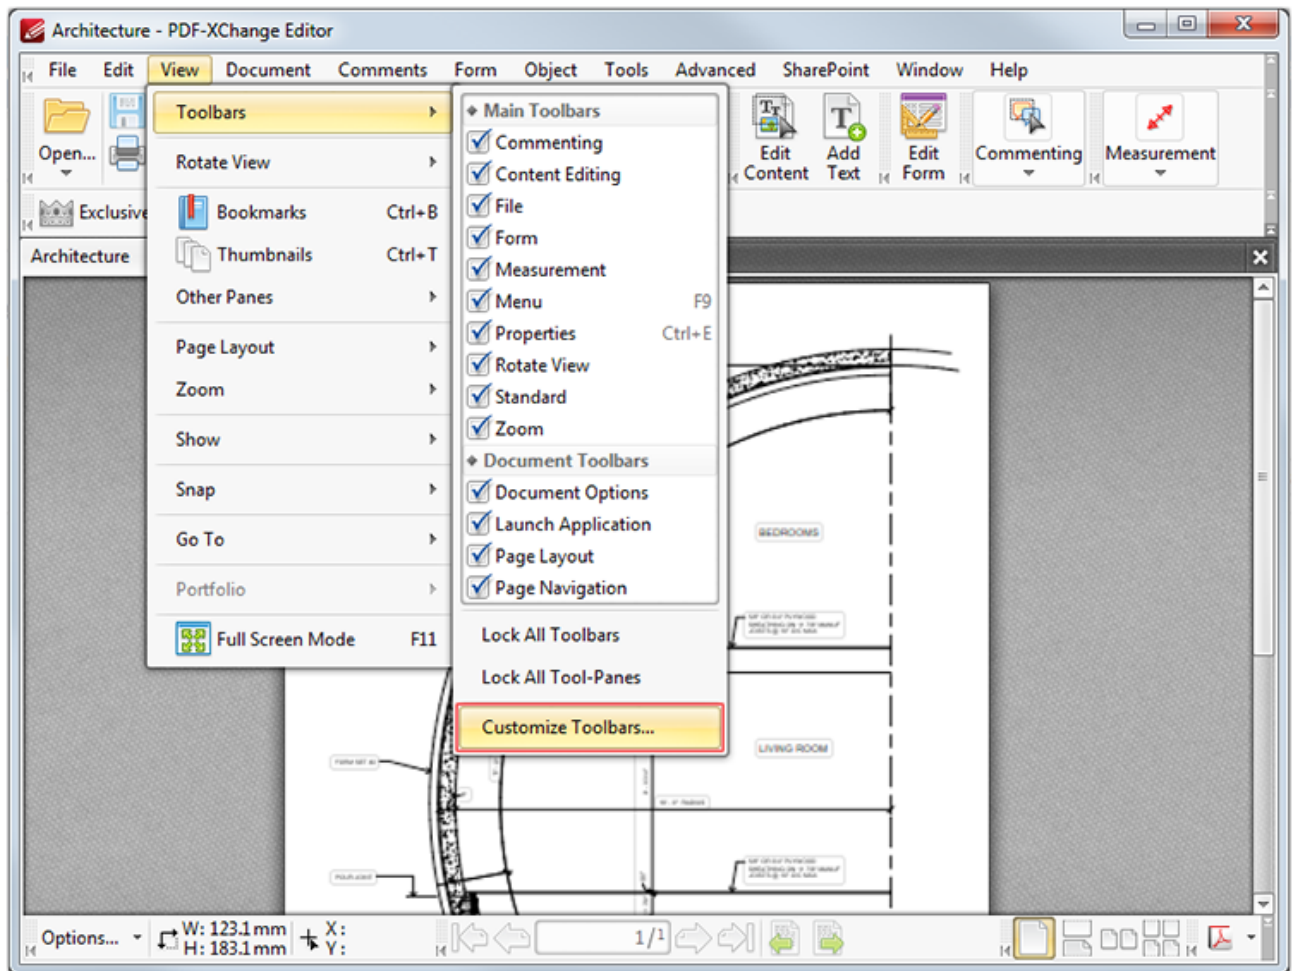 Architecture - PDF-XChange Editor
File Edit View Document Comments Form Object Tools Advanced SharePoint Window Help
Open...
Edit Content
Add Text
Edit Form
Commenting
Measurement
Exclusive
Architecture
Toolbars
Rotate View
Bookmarks Ctrl+B
Thumbnails Ctrl+T
Other Panes
Page Layout
Zoom
Show
Snap
Go To
Portfolio
Full Screen Mode F11
Main Toolbars
Commenting
Content Editing
File
Form
Measurement
Menu F9
Properties Ctrl+E
Rotate View
Standard
Zoom
Document Toolbars
Document Options
Launch Application
Page Layout
Page Navigation
Lock All Toolbars
Lock All Tool-Panes
Customize Toolbars...
BEDROOMS
LIVING ROOM
Options...
W: 123.1 mm
H: 183.1 mm
X:
Y:
1/1